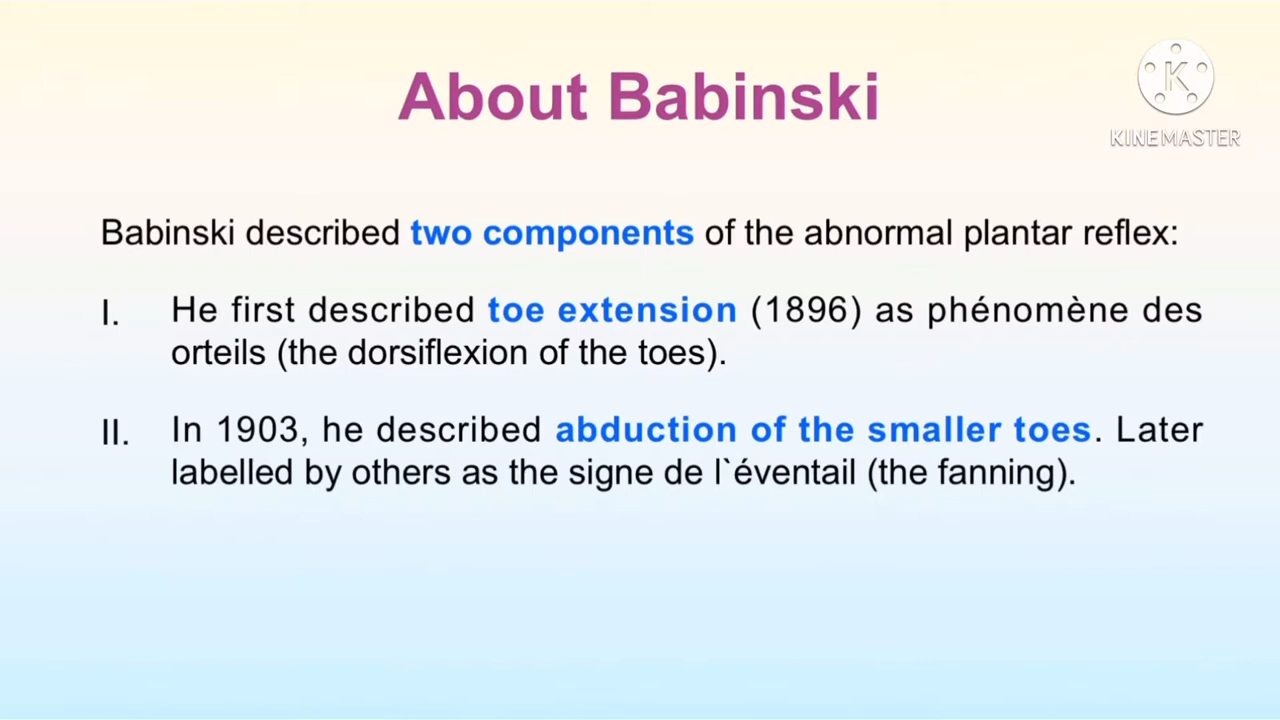 About Babinski
K
KINEMASTER
Babinski described two components of the abnormal plantar reflex:
I. He first described toe extension (1896) as phénomène des
orteils (the dorsiflexion of the toes).
II. In 1903, he described abduction of the smaller toes. Later
labelled by others as the signe de l`éventail (the fanning).